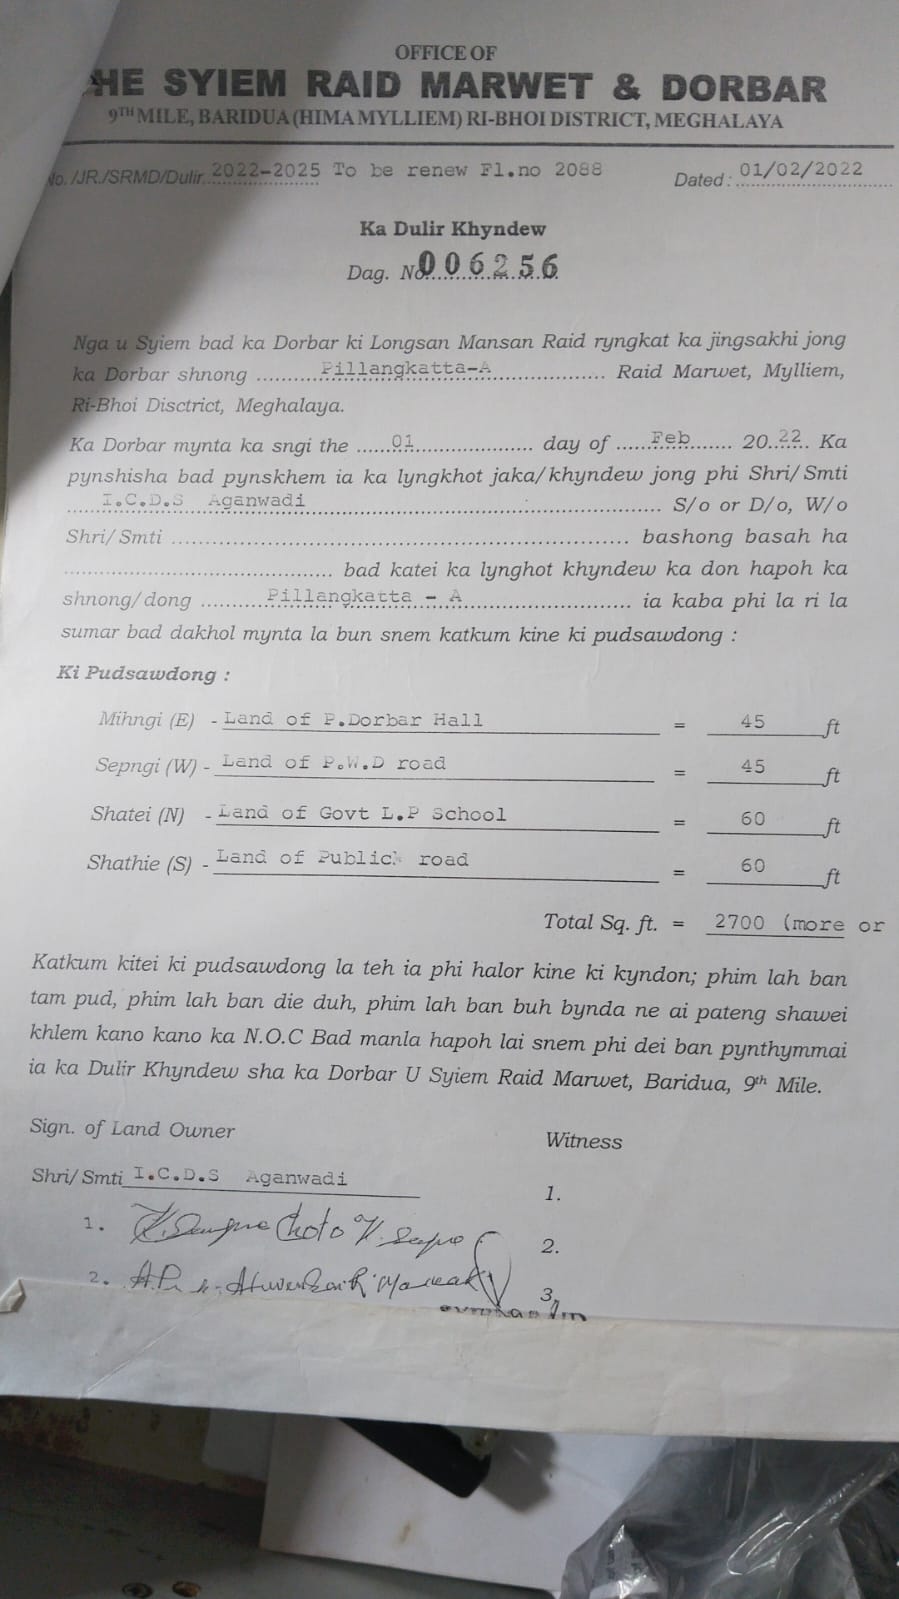 OFFICE OF
HE SYIEM RAID MARWET & DORBAR
9TH MILE, BARIDUA (HIMA MYLLIEM) RI-BHOI DISTRICT, MEGHALAYA
No./JR./SRMD/Dulir 2022-2025 To be renew Fl.no 2088 Dated : 01/02/2022
Ka Dulir Khyndew
Dag. No 006256
Nga u Syiem bad ka Dorbar ki Longsan Mansan Raid ryngkat ka jingsakhi jong
ka Dorbar shnong Pillangkatta-A Raid Marwet, Mylliem,
Ri-Bhoi Disctrict, Meghalaya.
Ka Dorbar mynta ka sngi the 01 day of Feb 20 22. Ka
pynshisha bad pynskhem ia ka lyngkhot jaka/khyndew jong phi Shri/Smti
I.C.D.S Aganwadi S/o or D/o, W/o
Shri/Smti bashong basah ha
bad katei ka lynghot khyndew ka don hapoh ka
shnong/dong Pillangkatta - A ia kaba phi la ri la
sumar bad dakhol mynta la bun snem katkum kine ki pudsawdong :
Ki Pudsawdong :
Mihngi (E) - Land of P.Dorbar Hall = 45 ft
Sepngi (W) - Land of P.W.D road = 45 ft
Shatei (N) - Land of Govt L.P School = 60 ft
Shathie (S) - Land of Publick road = 60 ft
Total Sq. ft. = 2700 (more or
Katkum kitei ki pudsawdong la teh ia phi halor kine ki kyndon; phim lah ban
tam pud, phim lah ban die duh, phim lah ban buh bynda ne ai pateng shawei
khlem kano kano ka N.O.C Bad manla hapoh lai snem phi dei ban pynthymmai
ia ka Dulir Khyndew sha ka Dorbar U Syiem Raid Marwet, Baridua, 9th Mile.
Sign. of Land Owner Witness
Shri/Smti I.C.D.S Aganwadi
1.
1.
2.
2.
3.